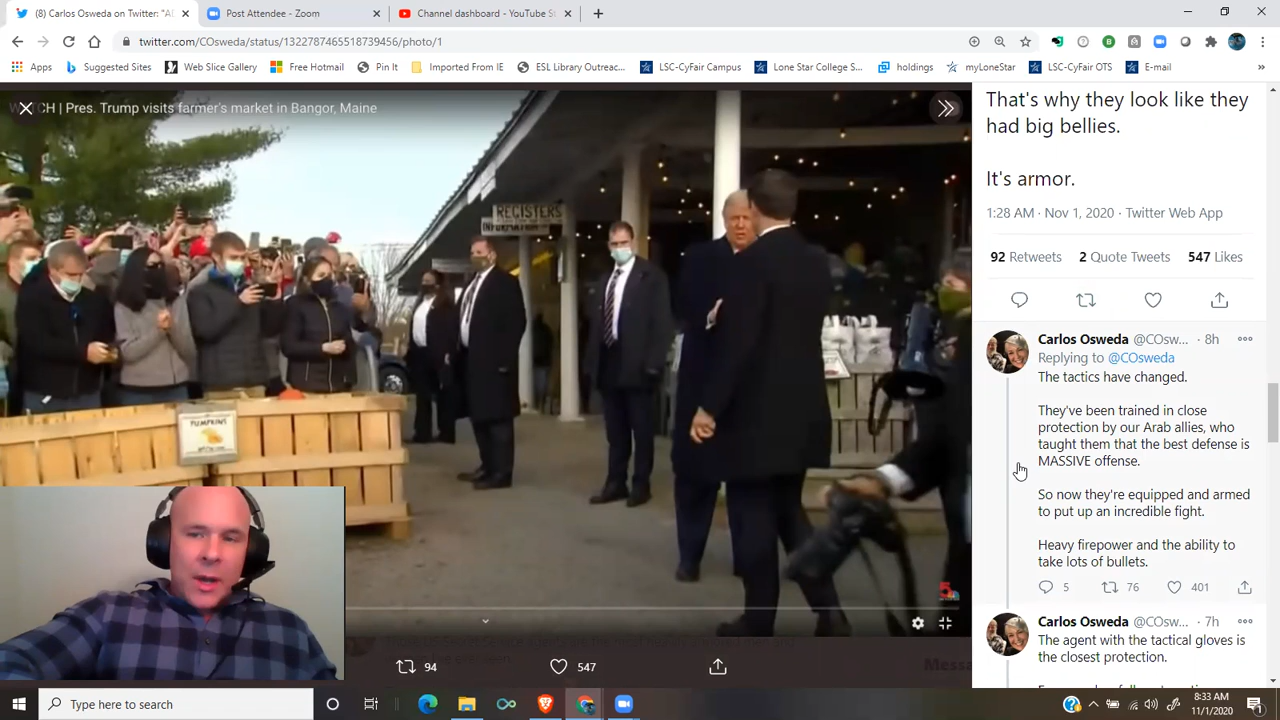 (8) Carlos Osweda on Twitter: "A
Post Attendee - Zoom
Channel dashboard - YouTube St
twitter.com/COsweda/status/1322787465518739456/photo/1
Apps
Suggested Sites
Web Slice Gallery
Free Hotmail
Pin It
Imported From IE
ESL Library Outreac...
LSC-CyFair Campus
Lone Star College S...
holdings
myLoneStar
LSC-CyFair OTS
E-mail
CH | Pres. Trump visits farmer's market in Bangor, Maine
REGISTERS
INFORMATION
PUMPKINS
5
94
547
That's why they look like they
had big bellies.
It's armor.
1:28 AM · Nov 1, 2020 · Twitter Web App
92 Retweets 2 Quote Tweets 547 Likes
Carlos Osweda @COsw... · 8h
Replying to @COsweda
The tactics have changed.
They've been trained in close
protection by our Arab allies, who
taught them that the best defense is
MASSIVE offense.
So now they're equipped and armed
to put up an incredible fight.
Heavy firepower and the ability to
take lots of bullets.
5 76 401
Carlos Osweda @COsw... · 7h
The agent with the tactical gloves is
the closest protection.
Type here to search
8:33 AM
11/1/2020
1